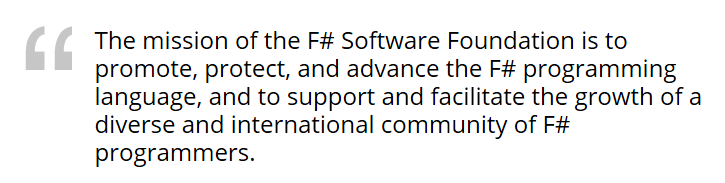 The mission of the F# Software Foundation is to
promote, protect, and advance the F# programming
language, and to support and facilitate the growth of a
diverse and international community of F#
programmers.